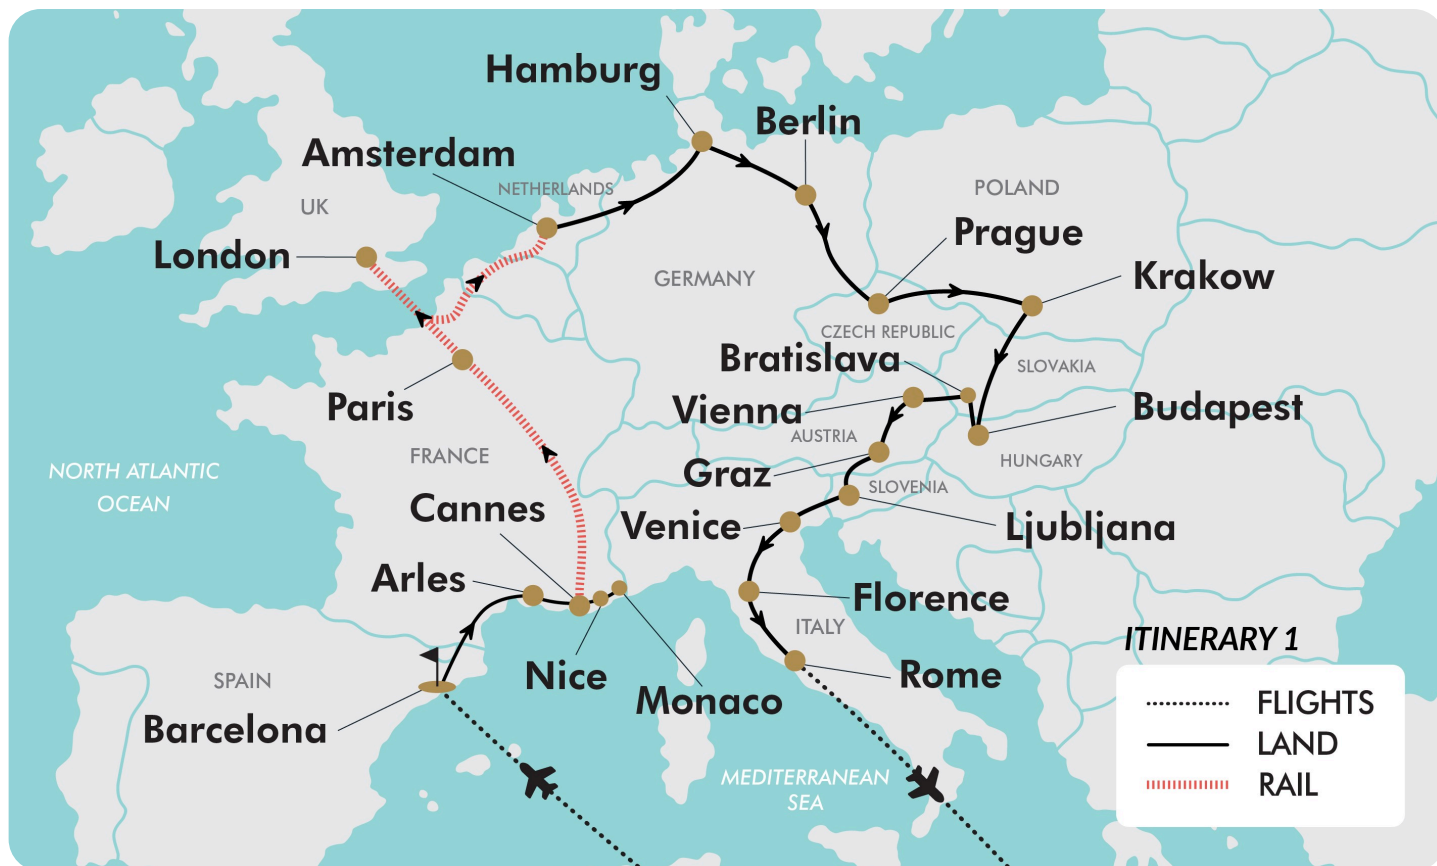 Hamburg
Berlin
Amsterdam
NETHERLANDS
POLAND
UK
Prague
London
Krakow
GERMANY
CZECH REPUBLIC
Bratislava
SLOVAKIA
Paris
Vienna
Budapest
AUSTRIA
FRANCE
HUNGARY
NORTH ATLANTIC
OCEAN
Graz
SLOVENIA
Cannes
Venice
Ljubljana
Arles
Florence
ITALY
ITINERARY 1
Nice
Rome
SPAIN
Monaco
Barcelona
FLIGHTS
LAND
RAIL
MEDITERRANEAN
SEA